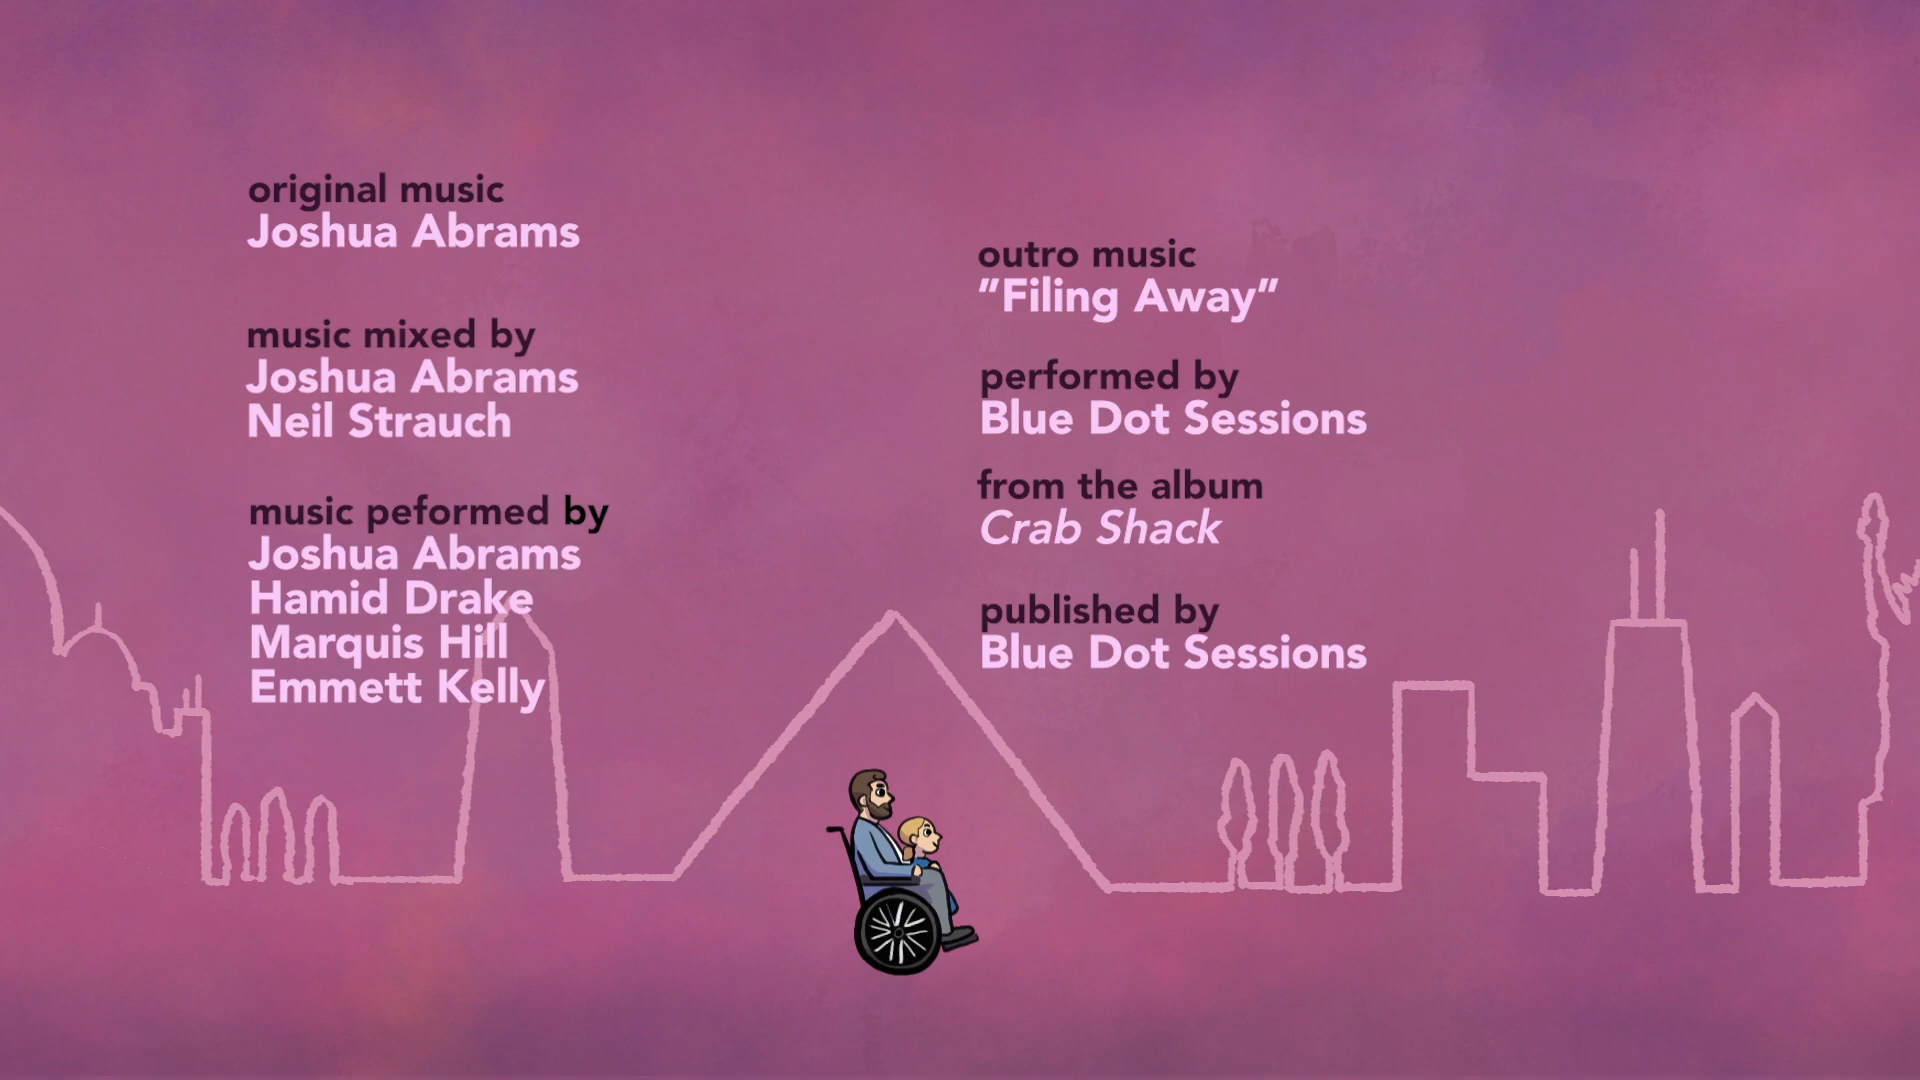 original music
Joshua Abrams
music mixed by
Joshua Abrams
Neil Strauch
music peformed by
Joshua Abrams
Hamid Drake
Marquis Hill
Emmett Kelly
outro music
"Filing Away"
performed by
Blue Dot Sessions
from the album
Crab Shack
published by
Blue Dot Sessions